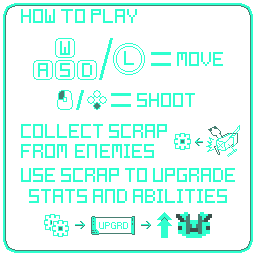 HOW TO PLAY
W
ASD/L=MOVE
/=SHOOT
COLLECT SCRAP
FROM ENEMIES
USE SCRAP TO UPGRADE
STATS AND ABILITIES
UPGRD